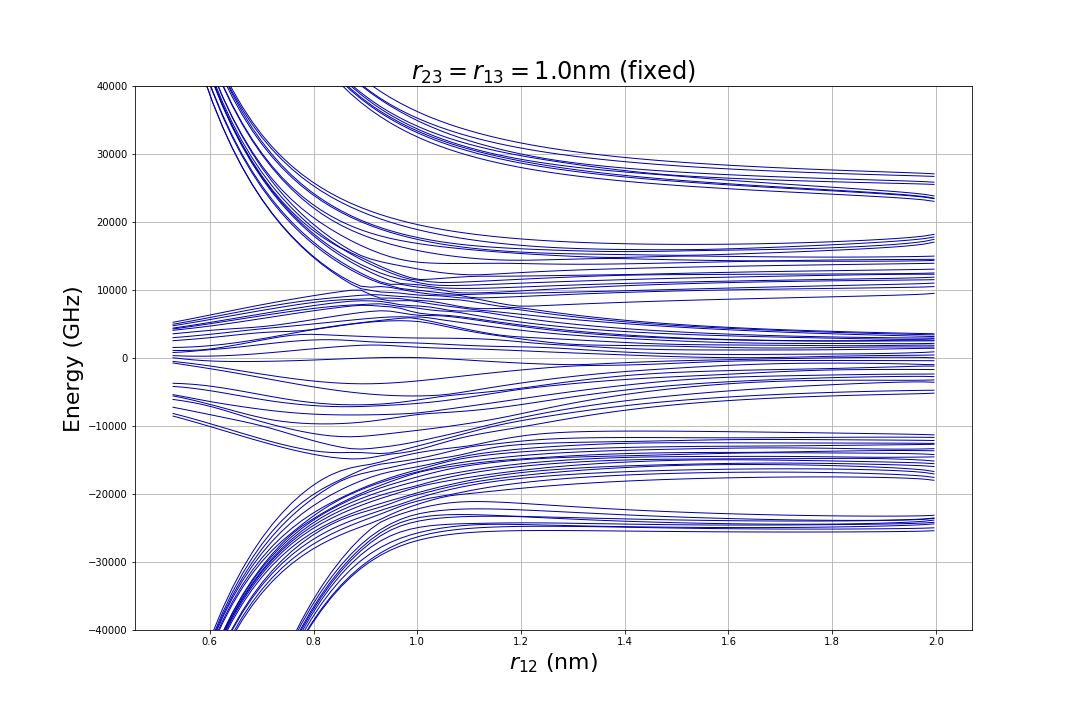 r₂₃ = r₁₃ = 1.0nm (fixed)
40000
30000
20000
10000
0
−10000
−20000
−30000
−40000
Energy (GHz)
0.6 0.8 1.0 1.2 1.4 1.6 1.8 2.0
r₁₂ (nm)